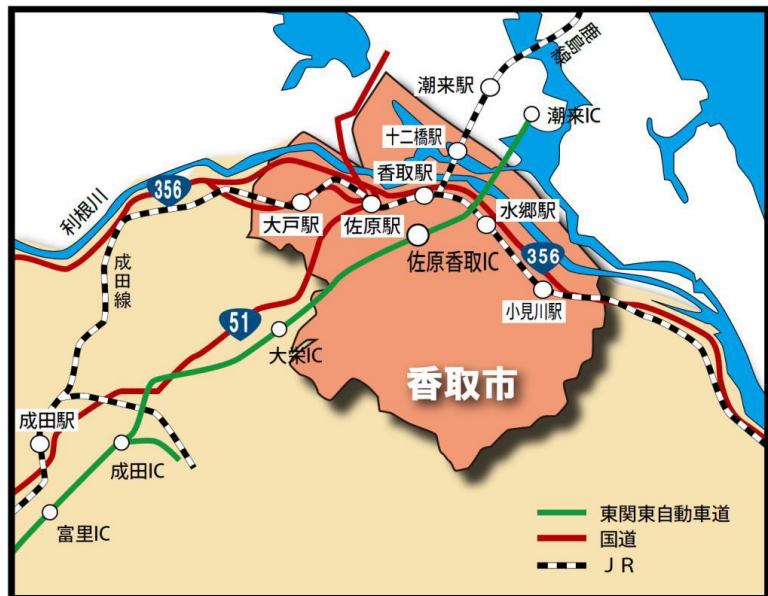 鹿島線
潮来駅
潮来IC
十二橋駅
香取駅
356
利根川
大戸駅
佐原駅
水郷駅
佐原香取IC
356
成田線
51
小見川駅
大栄IC
香取市
成田駅
成田IC
富里IC
東関東自動車道
国道
ＪＲ